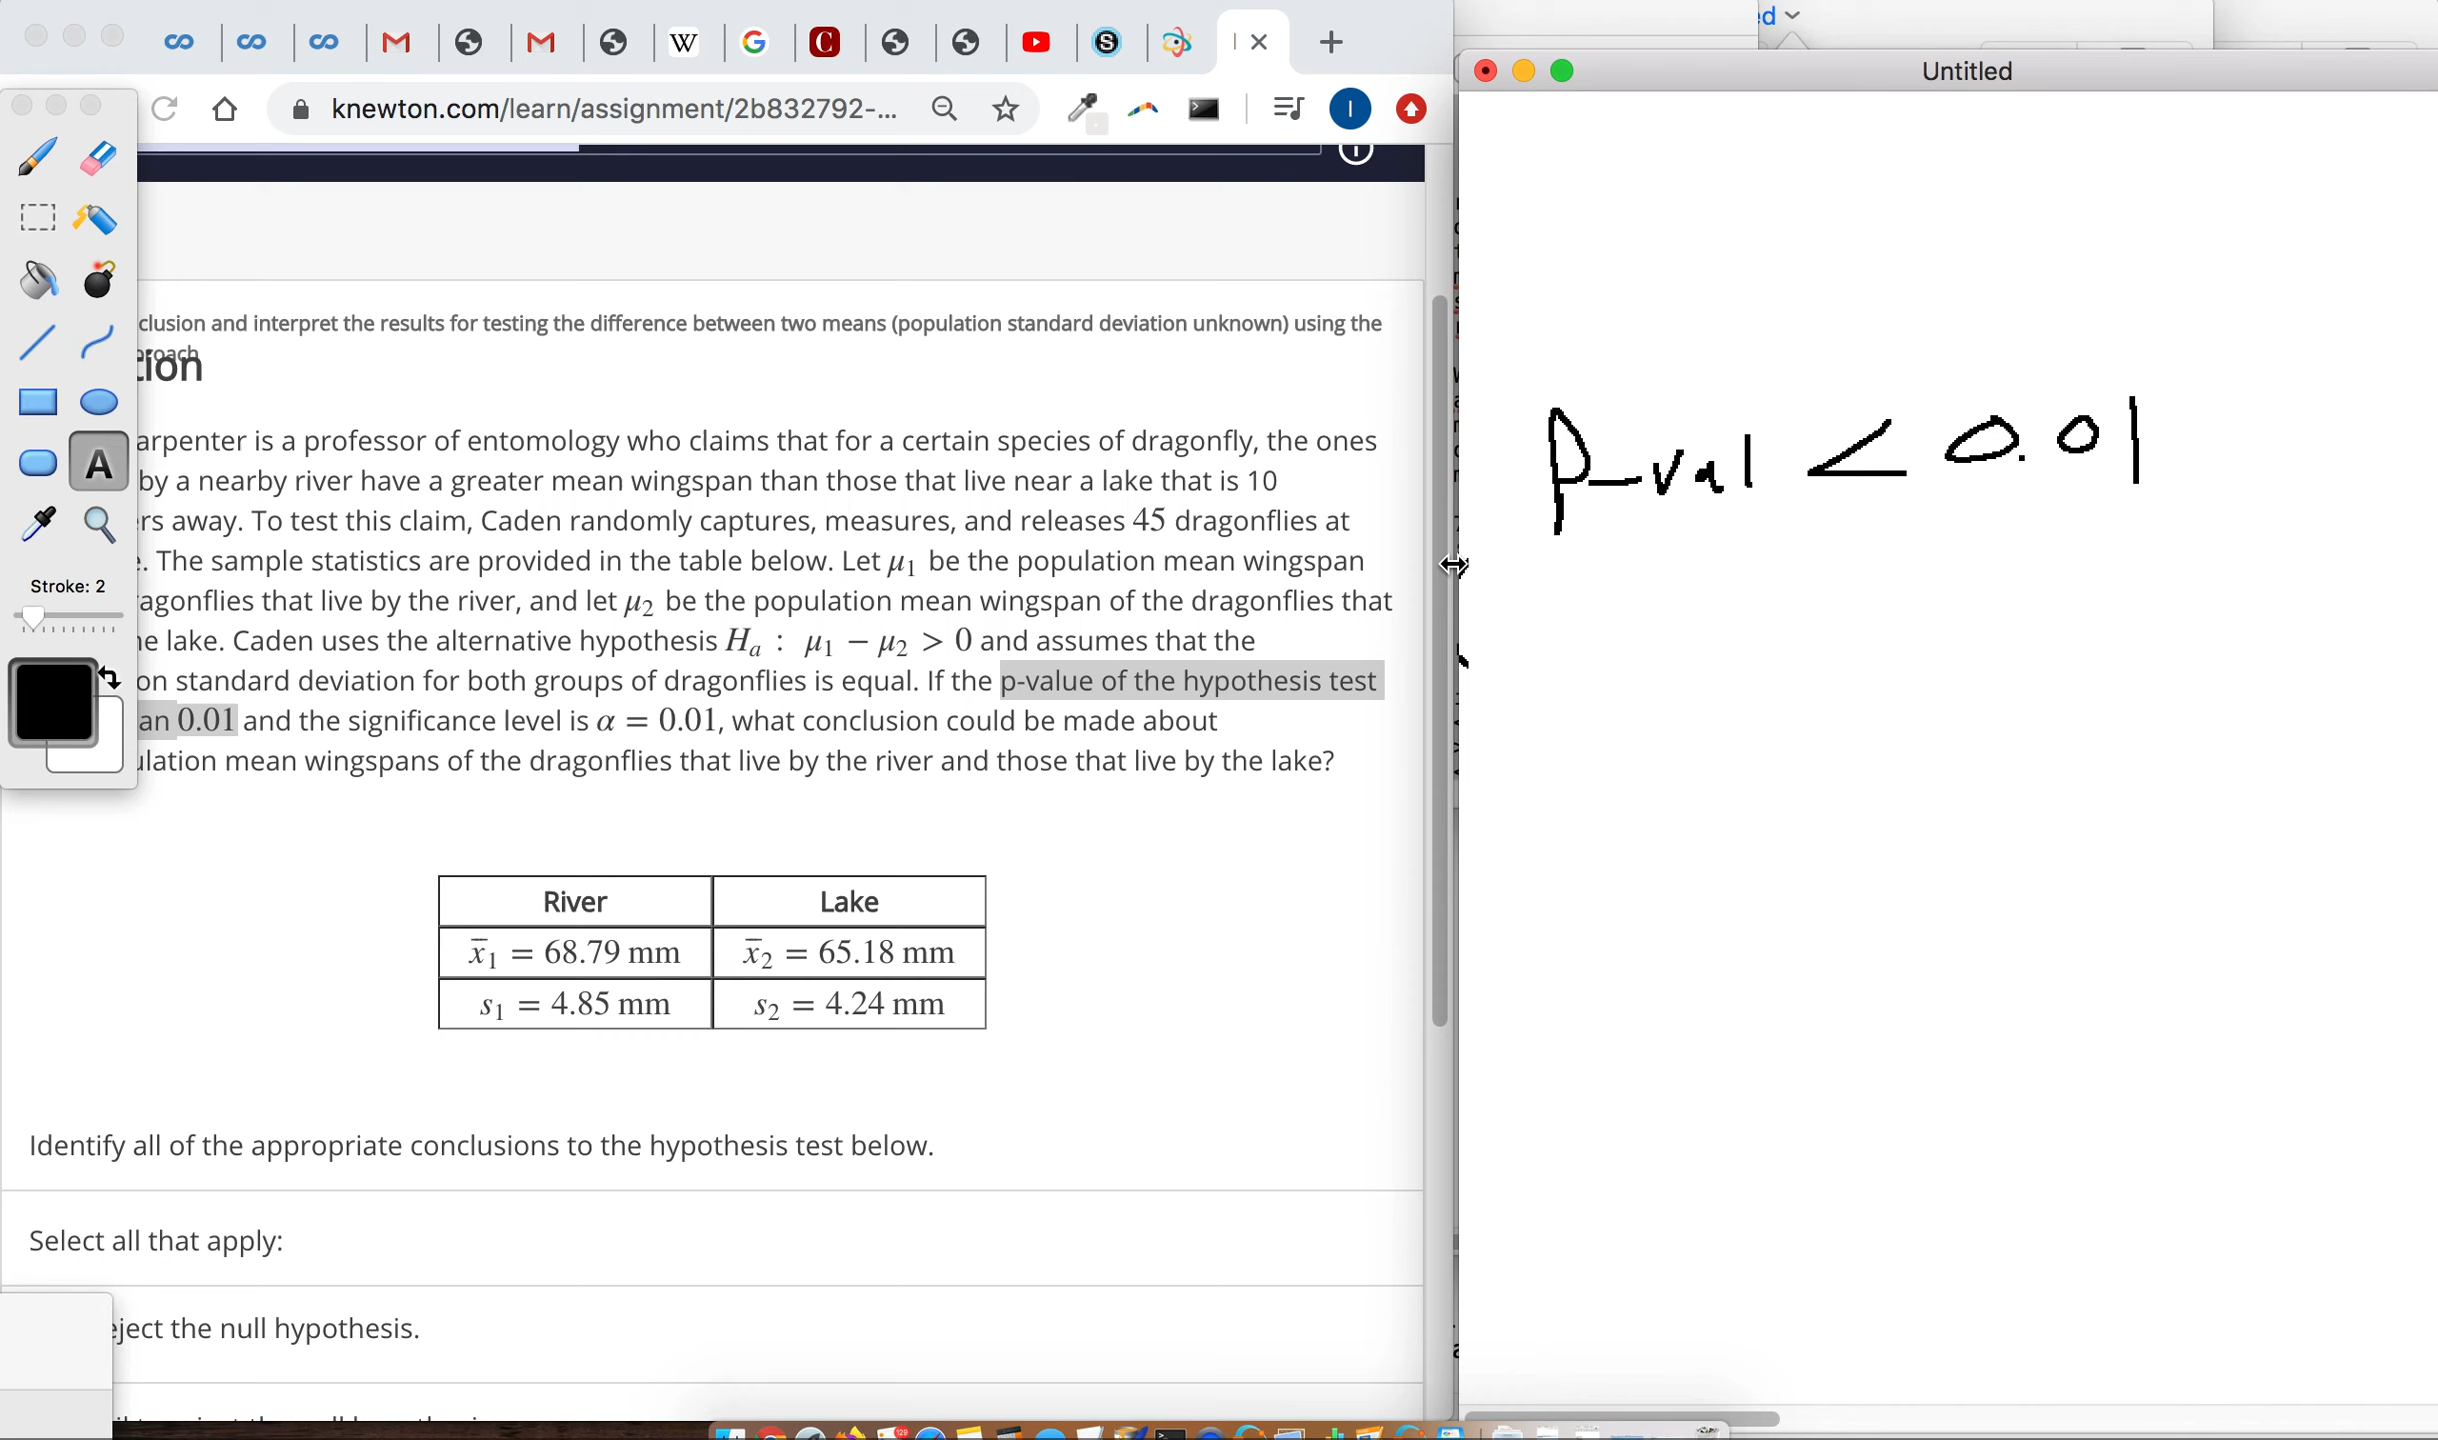 ed
Untitled
knewton.com/learn/assignment/2b832792-...
clusion and interpret the results for testing the difference between two means (population standard deviation unknown) using the
proach
tion
arpenter is a professor of entomology who claims that for a certain species of dragonfly, the ones
by a nearby river have a greater mean wingspan than those that live near a lake that is 10
rs away. To test this claim, Caden randomly captures, measures, and releases 45 dragonflies at
. The sample statistics are provided in the table below. Let μ₁ be the population mean wingspan
agonflies that live by the river, and let μ₂ be the population mean wingspan of the dragonflies that
ne lake. Caden uses the alternative hypothesis Hₐ : μ₁ − μ₂ > 0 and assumes that the
on standard deviation for both groups of dragonflies is equal. If the p-value of the hypothesis test
an 0.01 and the significance level is α = 0.01, what conclusion could be made about
ulation mean wingspans of the dragonflies that live by the river and those that live by the lake?
River Lake
x̄₁ = 68.79 mm x̄₂ = 65.18 mm
s₁ = 4.85 mm s₂ = 4.24 mm
Identify all of the appropriate conclusions to the hypothesis test below.
Select all that apply:
eject the null hypothesis.
Stroke: 2
P-val < 0.01